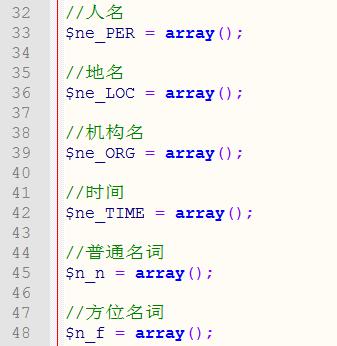 32 //人名
33 $ne_PER = array();
34
35 //地名
36 $ne_LOC = array();
37
38 //机构名
39 $ne_ORG = array();
40
41 //时间
42 $ne_TIME = array();
43
44 //普通名词
45 $n_n = array();
46
47 //方位名词
48 $n_f = array();